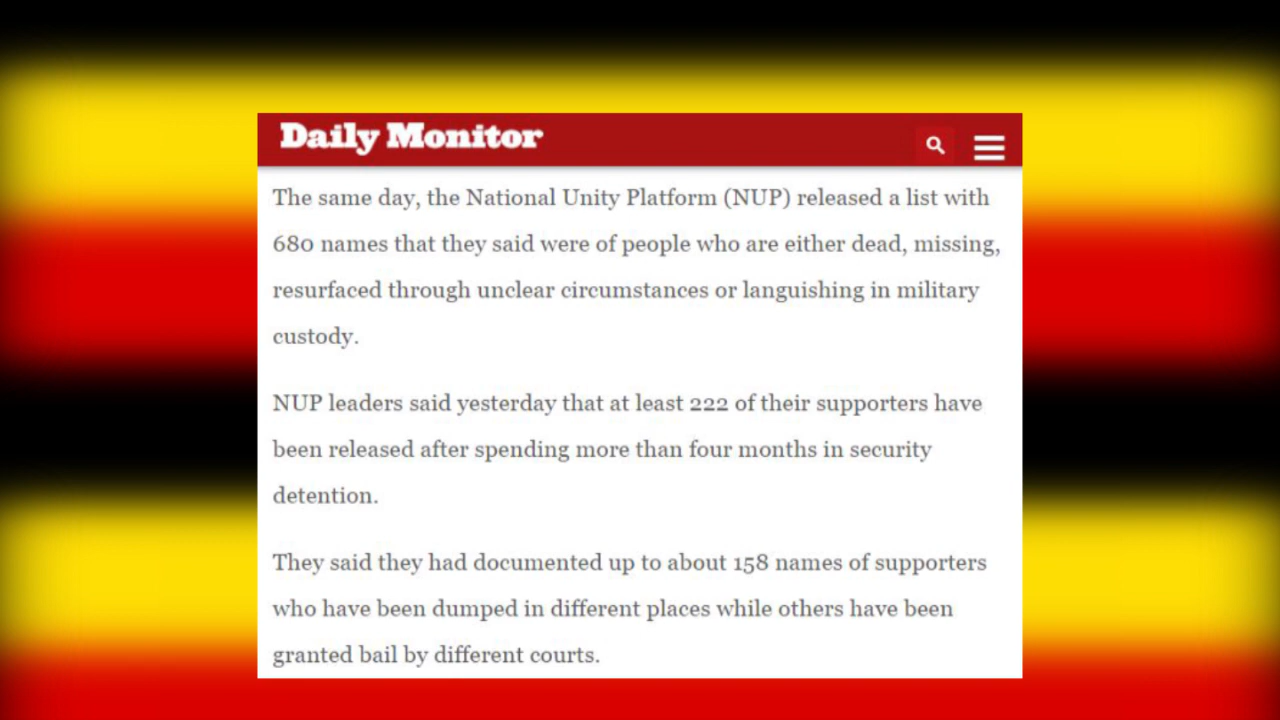 Daily Monitor
The same day, the National Unity Platform (NUP) released a list with
680 names that they said were of people who are either dead, missing,
resurfaced through unclear circumstances or languishing in military
custody.
NUP leaders said yesterday that at least 222 of their supporters have
been released after spending more than four months in security
detention.
They said they had documented up to about 158 names of supporters
who have been dumped in different places while others have been
granted bail by different courts.